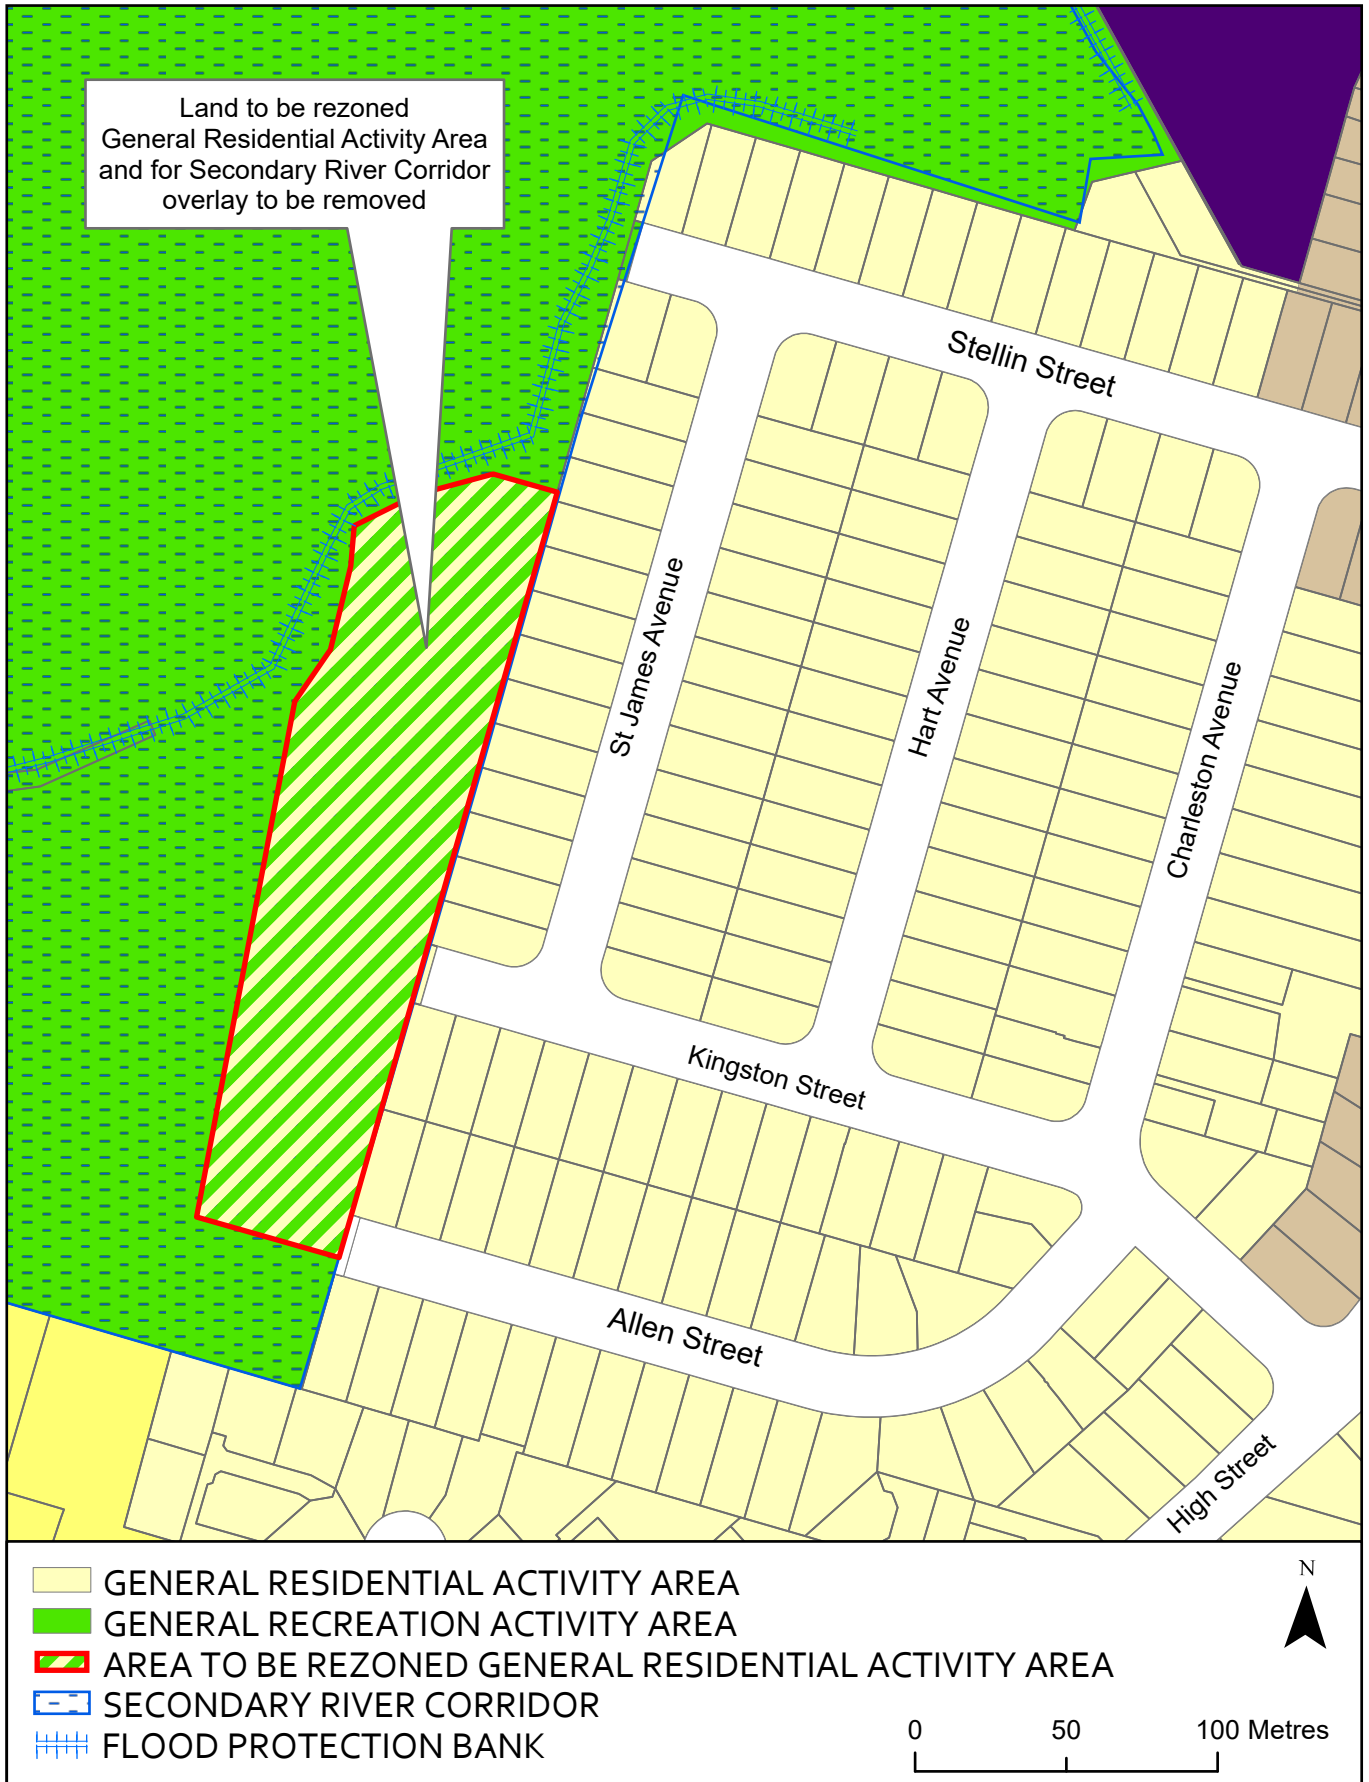 Land to be rezoned
General Residential Activity Area
and for Secondary River Corridor
overlay to be removed
Stellin Street
St James Avenue
Hart Avenue
Charleston Avenue
Kingston Street
Allen Street
High Street
GENERAL RESIDENTIAL ACTIVITY AREA
GENERAL RECREATION ACTIVITY AREA
AREA TO BE REZONED GENERAL RESIDENTIAL ACTIVITY AREA
SECONDARY RIVER CORRIDOR
FLOOD PROTECTION BANK
N
0 50 100 Metres